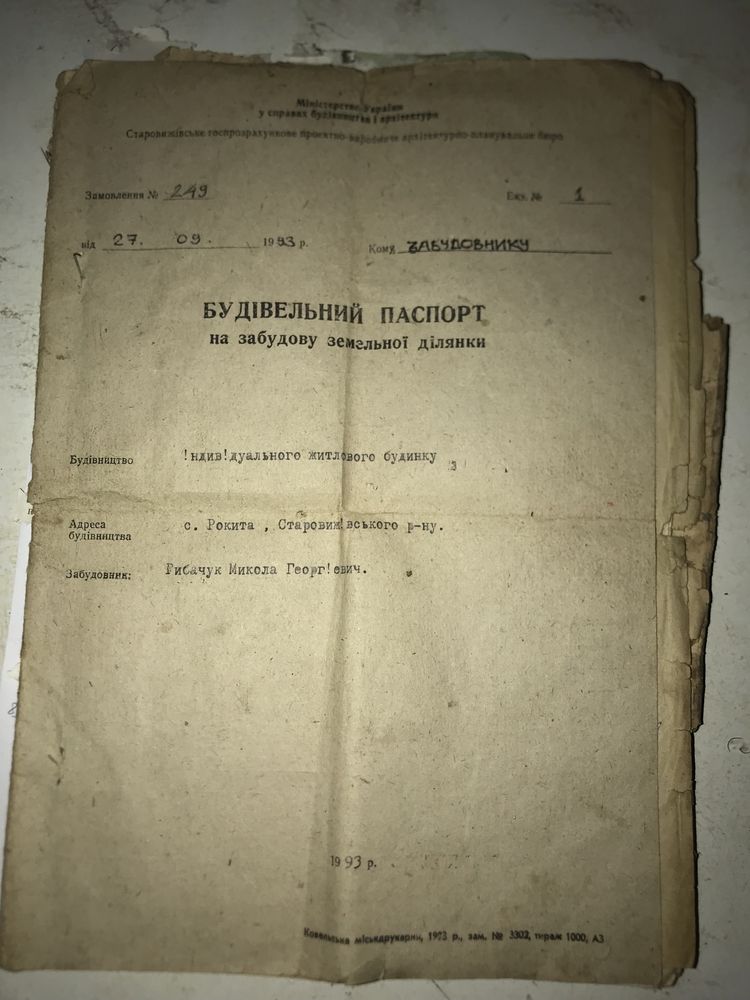 Міністерство України
у справах будівництва і архітектури
Старовижівське госпрозрахункове проектно-виробниче архітектурно-планувальне бюро
Замовлення № 249
Екз. № 1
від 27. 09. 1993 р.
Кому ЗАБУДОВНИКУ
БУДІВЕЛЬНИЙ ПАСПОРТ
на забудову земельної ділянки
Будівництво !ндив!дуального житлового будинку
Адреса будівництва с. Рокита , Старовиж!вського р-ну.
Забудовник: Рибачук Микола Георг!евич.
1993 р.
Ковельська міськдрукарня, 1993 р., зам. № 3302, тираж 1000, А3